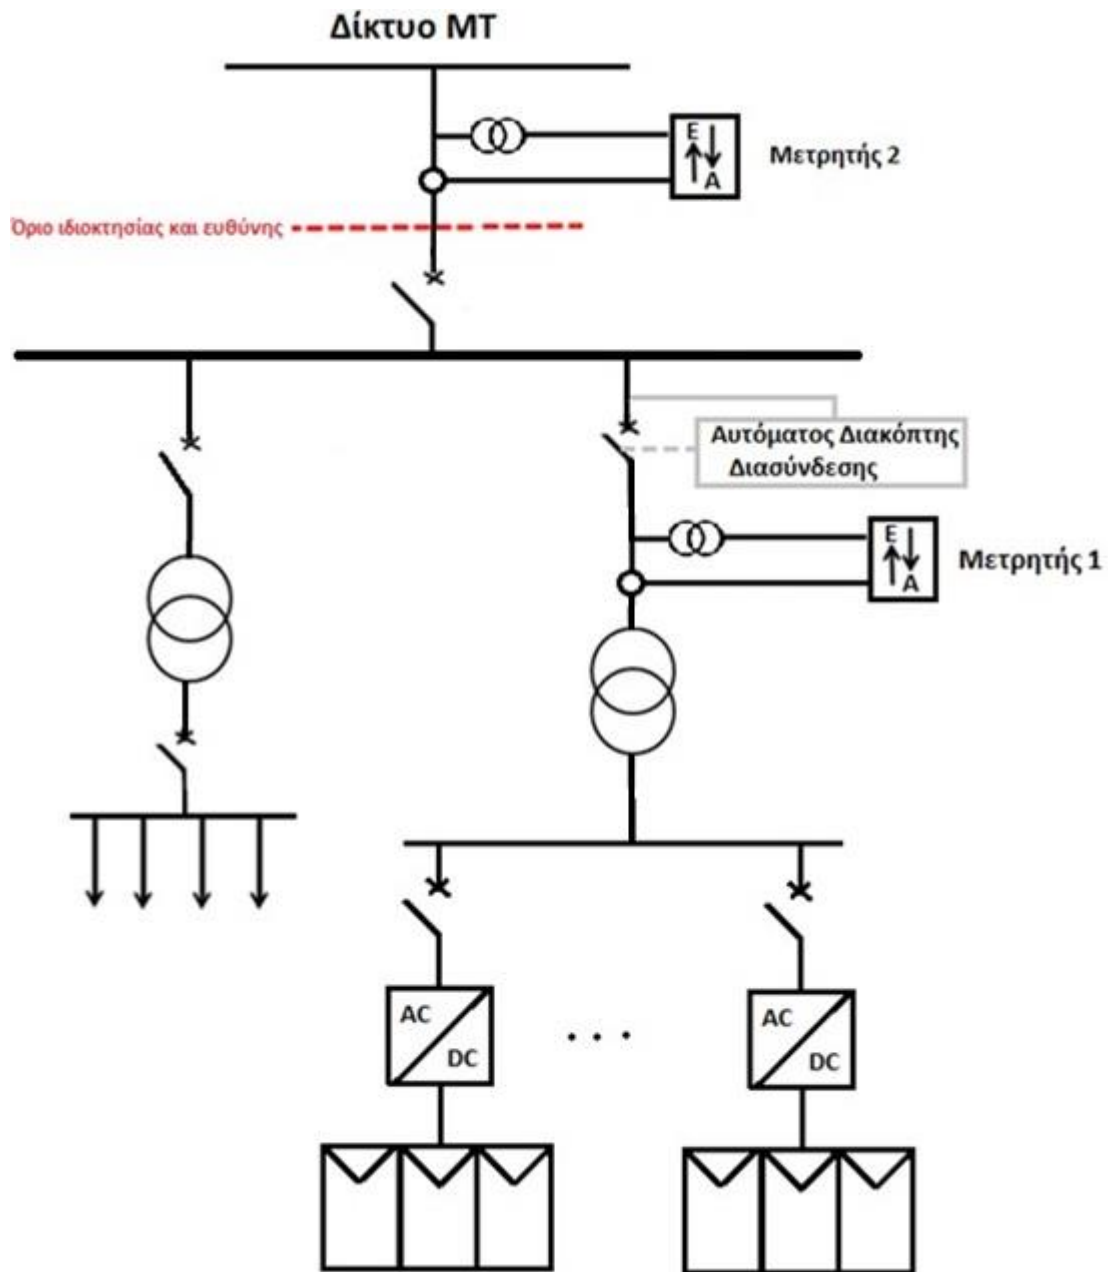 Δίκτυο ΜΤ
Ε
Α
Μετρητής 2
Όριο ιδιοκτησίας και ευθύνης
Αυτόματος Διακόπτης
Διασύνδεσης
Ε
Α
Μετρητής 1
AC
DC
. . .
AC
DC